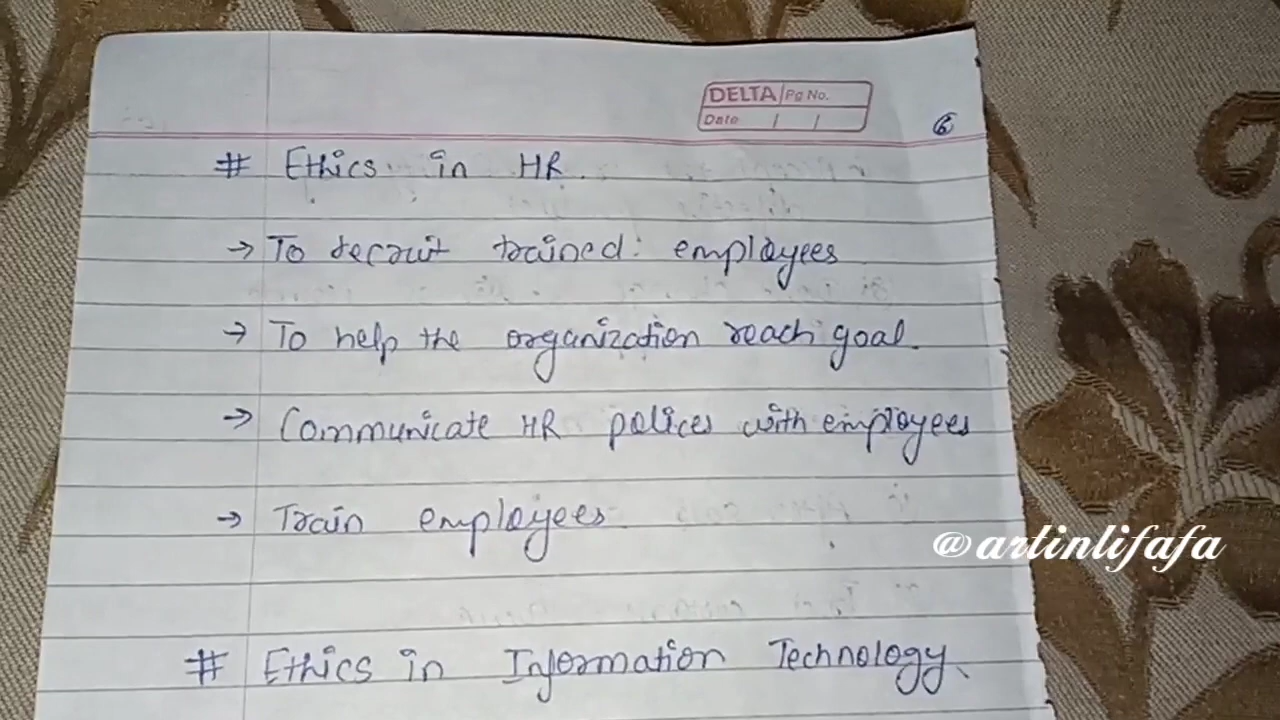 DELTA Pg No.
Date / /
6
# Ethics in HR
→ To recruit trained: employees
→ To help the organization reach goal.
→ Communicate HR polices with employees
→ Train employees
@artinlifafa
# Ethics in Information Technology